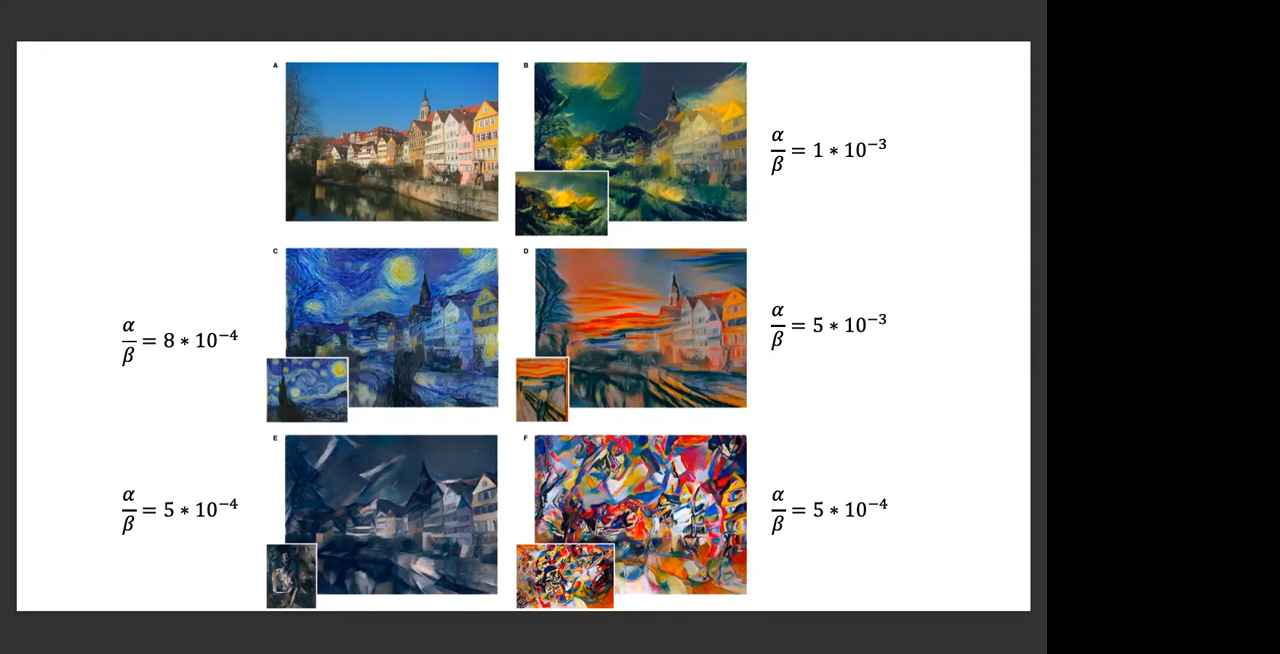 A
B
α/β = 1 * 10⁻³
C
D
α/β = 8 * 10⁻⁴
α/β = 5 * 10⁻³
E
F
α/β = 5 * 10⁻⁴
α/β = 5 * 10⁻⁴